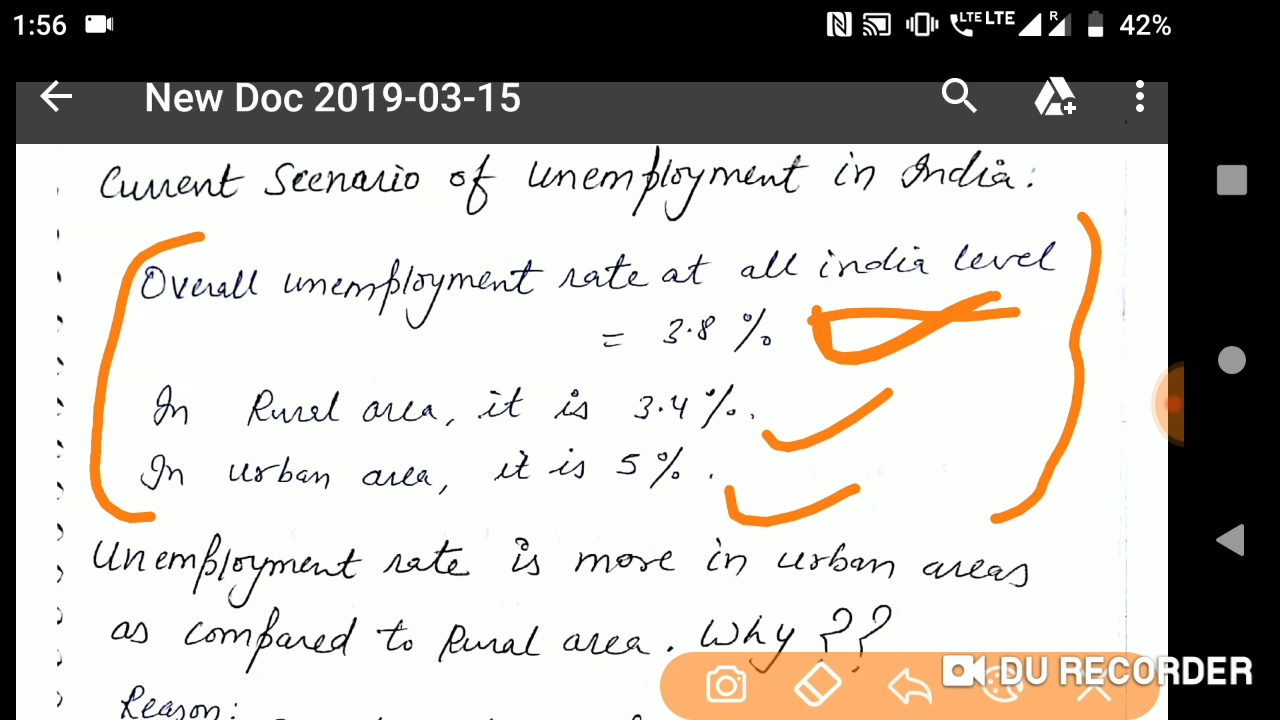 1:56 LTE LTE R 42%
New Doc 2019-03-15
Current Scenario of Unemployment in India:
Overall unemployment rate at all india level
= 3.8 %
In Rural area, it is 3.4%.
In urban area, it is 5%.
Unemployment rate is more in urban areas
as compared to Rural area. Why ??
DU RECORDER
Reason: